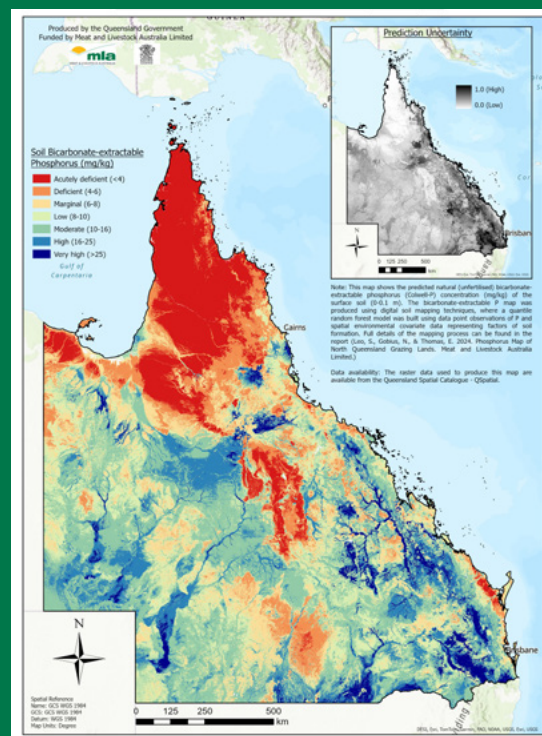 Produced by the Queensland Government
Funded by Meat and Livestock Australia Limited
mla
Prediction Uncertainty
1.0 (High)
0.0 (Low)
Brisban
N
0 125 250 500
km
Soil Bicarbonate-extractable
Phosphorus (mg/kg)
Acutely deficient (<4)
Deficient (4-6)
Marginal (6-8)
Low (8-10)
Moderate (10-16)
High (16-25)
Very high (>25)
Gulf of
Carpentaria
Cairns
Note: This map shows the predicted natural (unfertilised) bicarbonate-
extractable phosphorus (Colwell-P) concentration (mg/kg) of the
surface soil (0-0.1 m). The bicarbonate-extractable P map was
produced using digital soil mapping techniques, where a quantile
random forest model was built using data point observations of P and
spatial environmental covariate data representing factors of soil
formation. Full details of the mapping process can be found in the
report (Loo, S., Gobius, N., & Thomas, E. 2024. Phosphorus Map of
North Queensland Grazing Lands. Meat and Livestock Australia
Limited.)
Data availability: The raster data used to produce this map are
available from the Queensland Spatial Catalogue - QSpatial.
Brisbane
N
Spatial Reference
Name: GCS WGS 1984
GCS: GCS WGS 1984
Datum: WGS 1984
Map Units: Degree
0 125 250 500
km